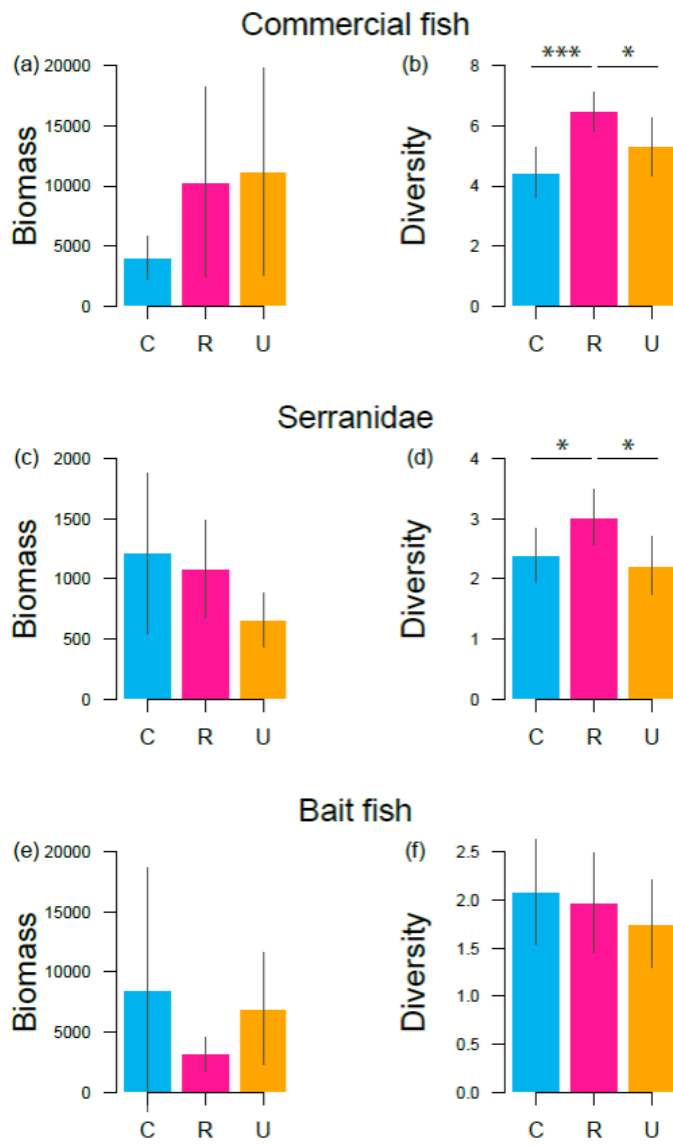 Commercial fish
(a)
Biomass
20000
15000
10000
5000
0
C R U
(b)
Diversity
8
6
4
2
0
*** *
C R U
Serranidae
(c)
Biomass
2000
1500
1000
500
0
C R U
(d)
Diversity
4
3
2
1
0
* *
C R U
Bait fish
(e)
Biomass
20000
15000
10000
5000
0
C R U
(f)
Diversity
2.5
2.0
1.5
1.0
0.5
0.0
C R U